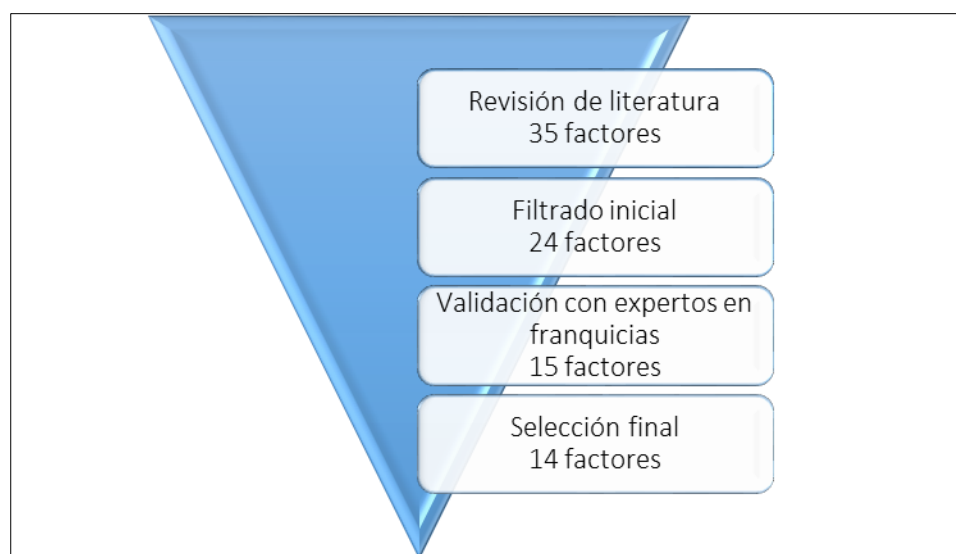 Revisión de literatura
35 factores
Filtrado inicial
24 factores
Validación con expertos en
franquicias
15 factores
Selección final
14 factores